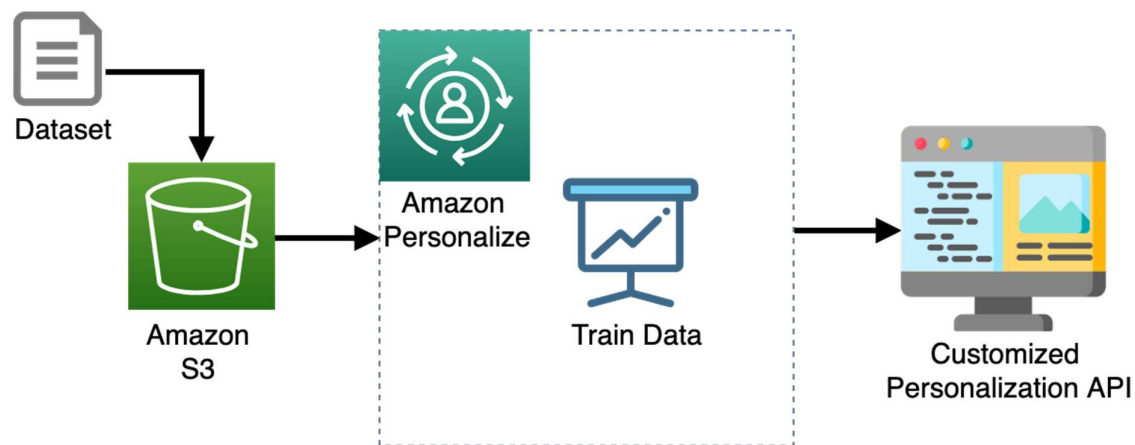 Dataset
Amazon
S3
Amazon
Personalize
Train Data
Customized
Personalization API